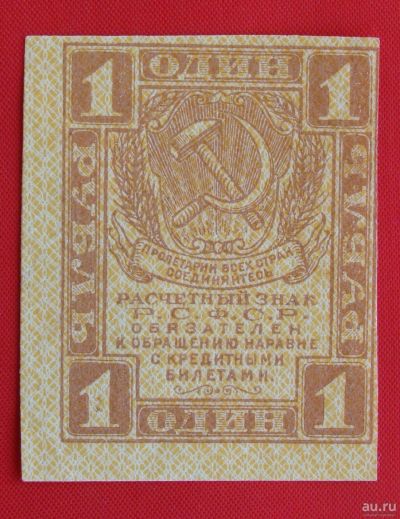 1 ОДИН 1
РУБЛЬ
РУБЛЬ
ПРОЛЕТАРИИ ВСЕХ СТРАН
СОЕДИНЯЙТЕСЬ
РАСЧЕТНЫЙ ЗНАК
Р.С.Ф.С.Р.
ОБЯЗАТЕЛЕН
К ОБРАЩЕНИЮ НАРАВНЕ
С КРЕДИТНЫМИ
БИЛЕТАМИ.
1 ОДИН 1
au.ru